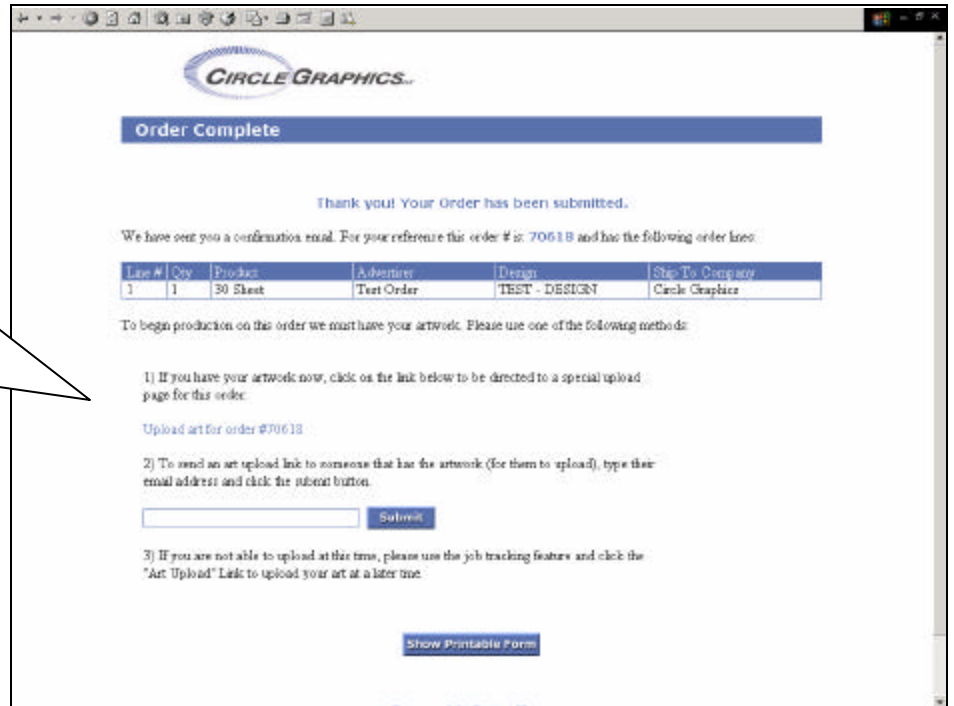 CIRCLE GRAPHICS
Order Complete
Thank you! Your Order has been submitted.
We have sent you a confirmation email. For your reference this order # is: 70618 and has the following order lines:
Line # Qty Product Advertiser Design Ship To Company
1 1 30 Sheet Test Order TEST - DESIGN Circle Graphics
To begin production on this order we must have your artwork. Please use one of the following methods:
1) If you have your artwork now, click on the link below to be directed to a special upload
page for this order.
Upload art for order #70618
2) To send an art upload link to someone that has the artwork (for them to upload), type their
email address and click the submit button.
Submit
3) If you are not able to upload at this time, please use the job tracking feature and click the
"Art Upload" Link to upload your art at a later time
Show Printable Form